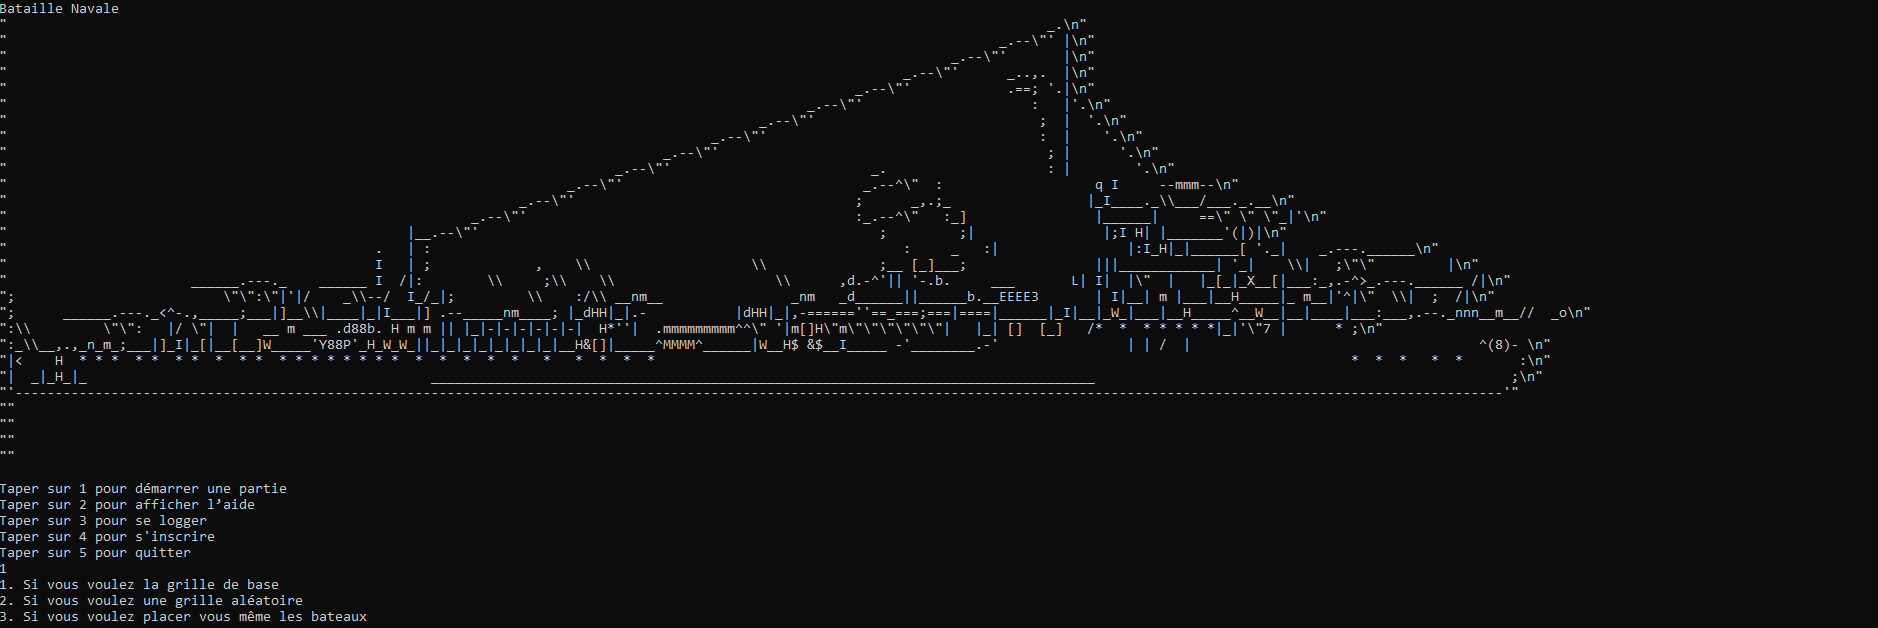 Bataille Navale
Taper sur 1 pour démarrer une partie
Taper sur 2 pour afficher l’aide
Taper sur 3 pour se logger
Taper sur 4 pour s'inscrire
Taper sur 5 pour quitter
1
1. Si vous voulez la grille de base
2. Si vous voulez une grille aléatoire
3. Si vous voulez placer vous même les bateaux